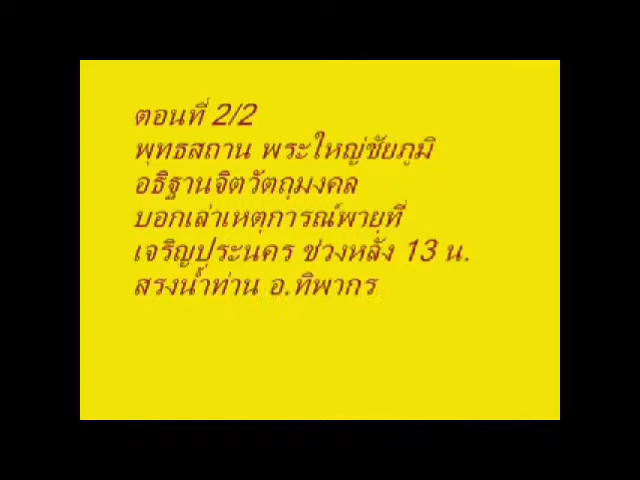 ตอนที่ 2/2
พุทธสถาน พระใหญ่ชัยภูมิ
อธิฐานจิตวัตถุมงคล
บอกเล่าเหตุการณ์พายุที่
เจริญประนคร ช่วงหลั่ง 13 น.
สรงน้ำท่าน อ.ทิพากร